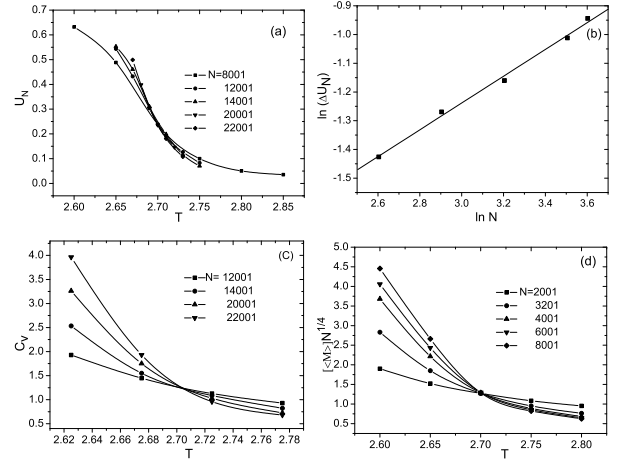 (a)
0.7
0.6
0.5
0.4
0.3
0.2
0.1
0.0
U_N
N=8001
12001
14001
20001
22001
2.60 2.65 2.70 2.75 2.80 2.85
T
(b)
-0.9
-1.0
-1.1
-1.2
-1.3
-1.4
-1.5
ln (ΔU_N)
2.6 2.8 3.0 3.2 3.4 3.6
ln N
(C)
4.0
3.5
3.0
2.5
2.0
1.5
1.0
0.5
C_V
N= 12001
14001
20001
22001
2.62 2.64 2.66 2.68 2.70 2.72 2.74 2.76 2.78
T
(d)
5.0
4.5
4.0
3.5
3.0
2.5
2.0
1.5
1.0
0.5
0.0
[<M>]N^1/4
N=2001
3201
4001
6001
8001
2.60 2.65 2.70 2.75 2.80
T